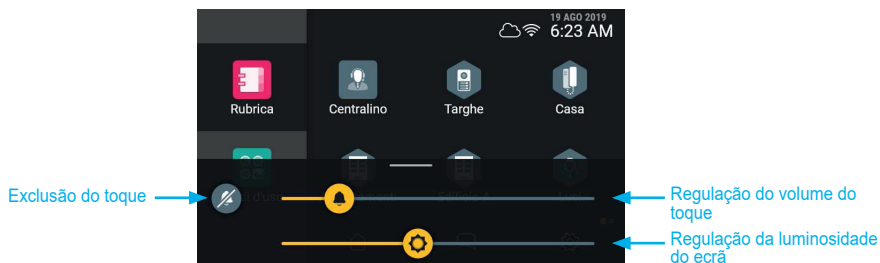 19 AGO 2019
6:23 AM
Rubrica
Centralino
Targhe
Casa
Exclusão do toque
Regulação do volume do
toque
Regulação da luminosidade
do ecrã